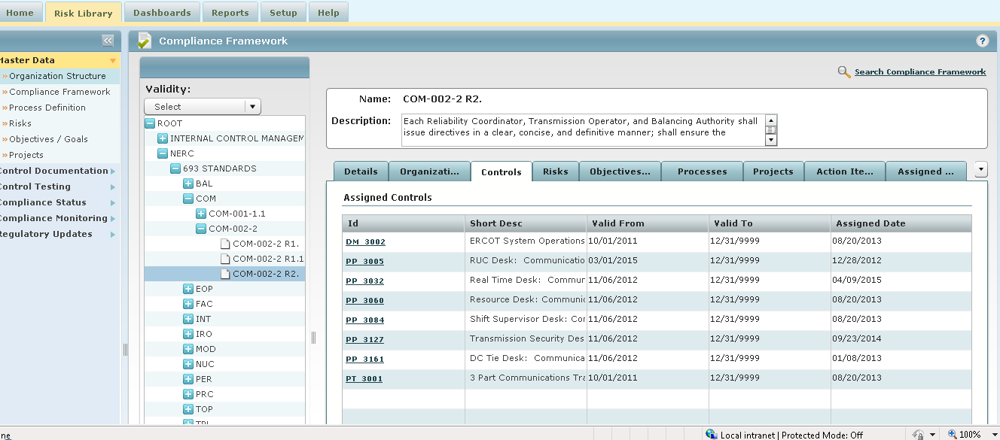 Home Risk Library Dashboards Reports Setup Help
Compliance Framework
Master Data
Organization Structure
Compliance Framework
Process Definition
Risks
Objectives / Goals
Projects
Control Documentation
Control Testing
Compliance Status
Compliance Monitoring
Regulatory Updates
Validity:
Select
ROOT
INTERNAL CONTROL MANAGEM
NERC
693 STANDARDS
BAL
COM
COM-001-1.1
COM-002-2
COM-002-2 R1.
COM-002-2 R1.1
COM-002-2 R2.
EOP
FAC
INT
IRO
MOD
NUC
PER
PRC
TOP
Search Compliance Framework
Name: COM-002-2 R2.
Description: Each Reliability Coordinator, Transmission Operator, and Balancing Authority shall
issue directives in a clear, concise, and definitive manner; shall ensure the
Details Organizati... Controls Risks Objectives... Processes Projects Action Ite... Assigned ...
Assigned Controls
Id Short Desc Valid From Valid To Assigned Date
DM_3002 ERCOT System Operations 10/01/2011 12/31/9999 08/20/2013
PP_3005 RUC Desk: Communicatio 03/01/2015 12/31/9999 12/28/2012
PP_3032 Real Time Desk: Commun 11/06/2012 12/31/9999 04/09/2015
PP_3060 Resource Desk: Communic 11/06/2012 12/31/9999 08/20/2013
PP_3084 Shift Supervisor Desk: Cor 11/06/2012 12/31/9999 08/20/2013
PP_3127 Transmission Security Des 11/06/2012 12/31/9999 09/23/2014
PP_3161 DC Tie Desk: Communica 11/06/2012 12/31/9999 01/08/2013
PT_3001 3 Part Communications Tra 10/01/2011 12/31/9999 08/20/2013
ne Local intranet | Protected Mode: Off 100%